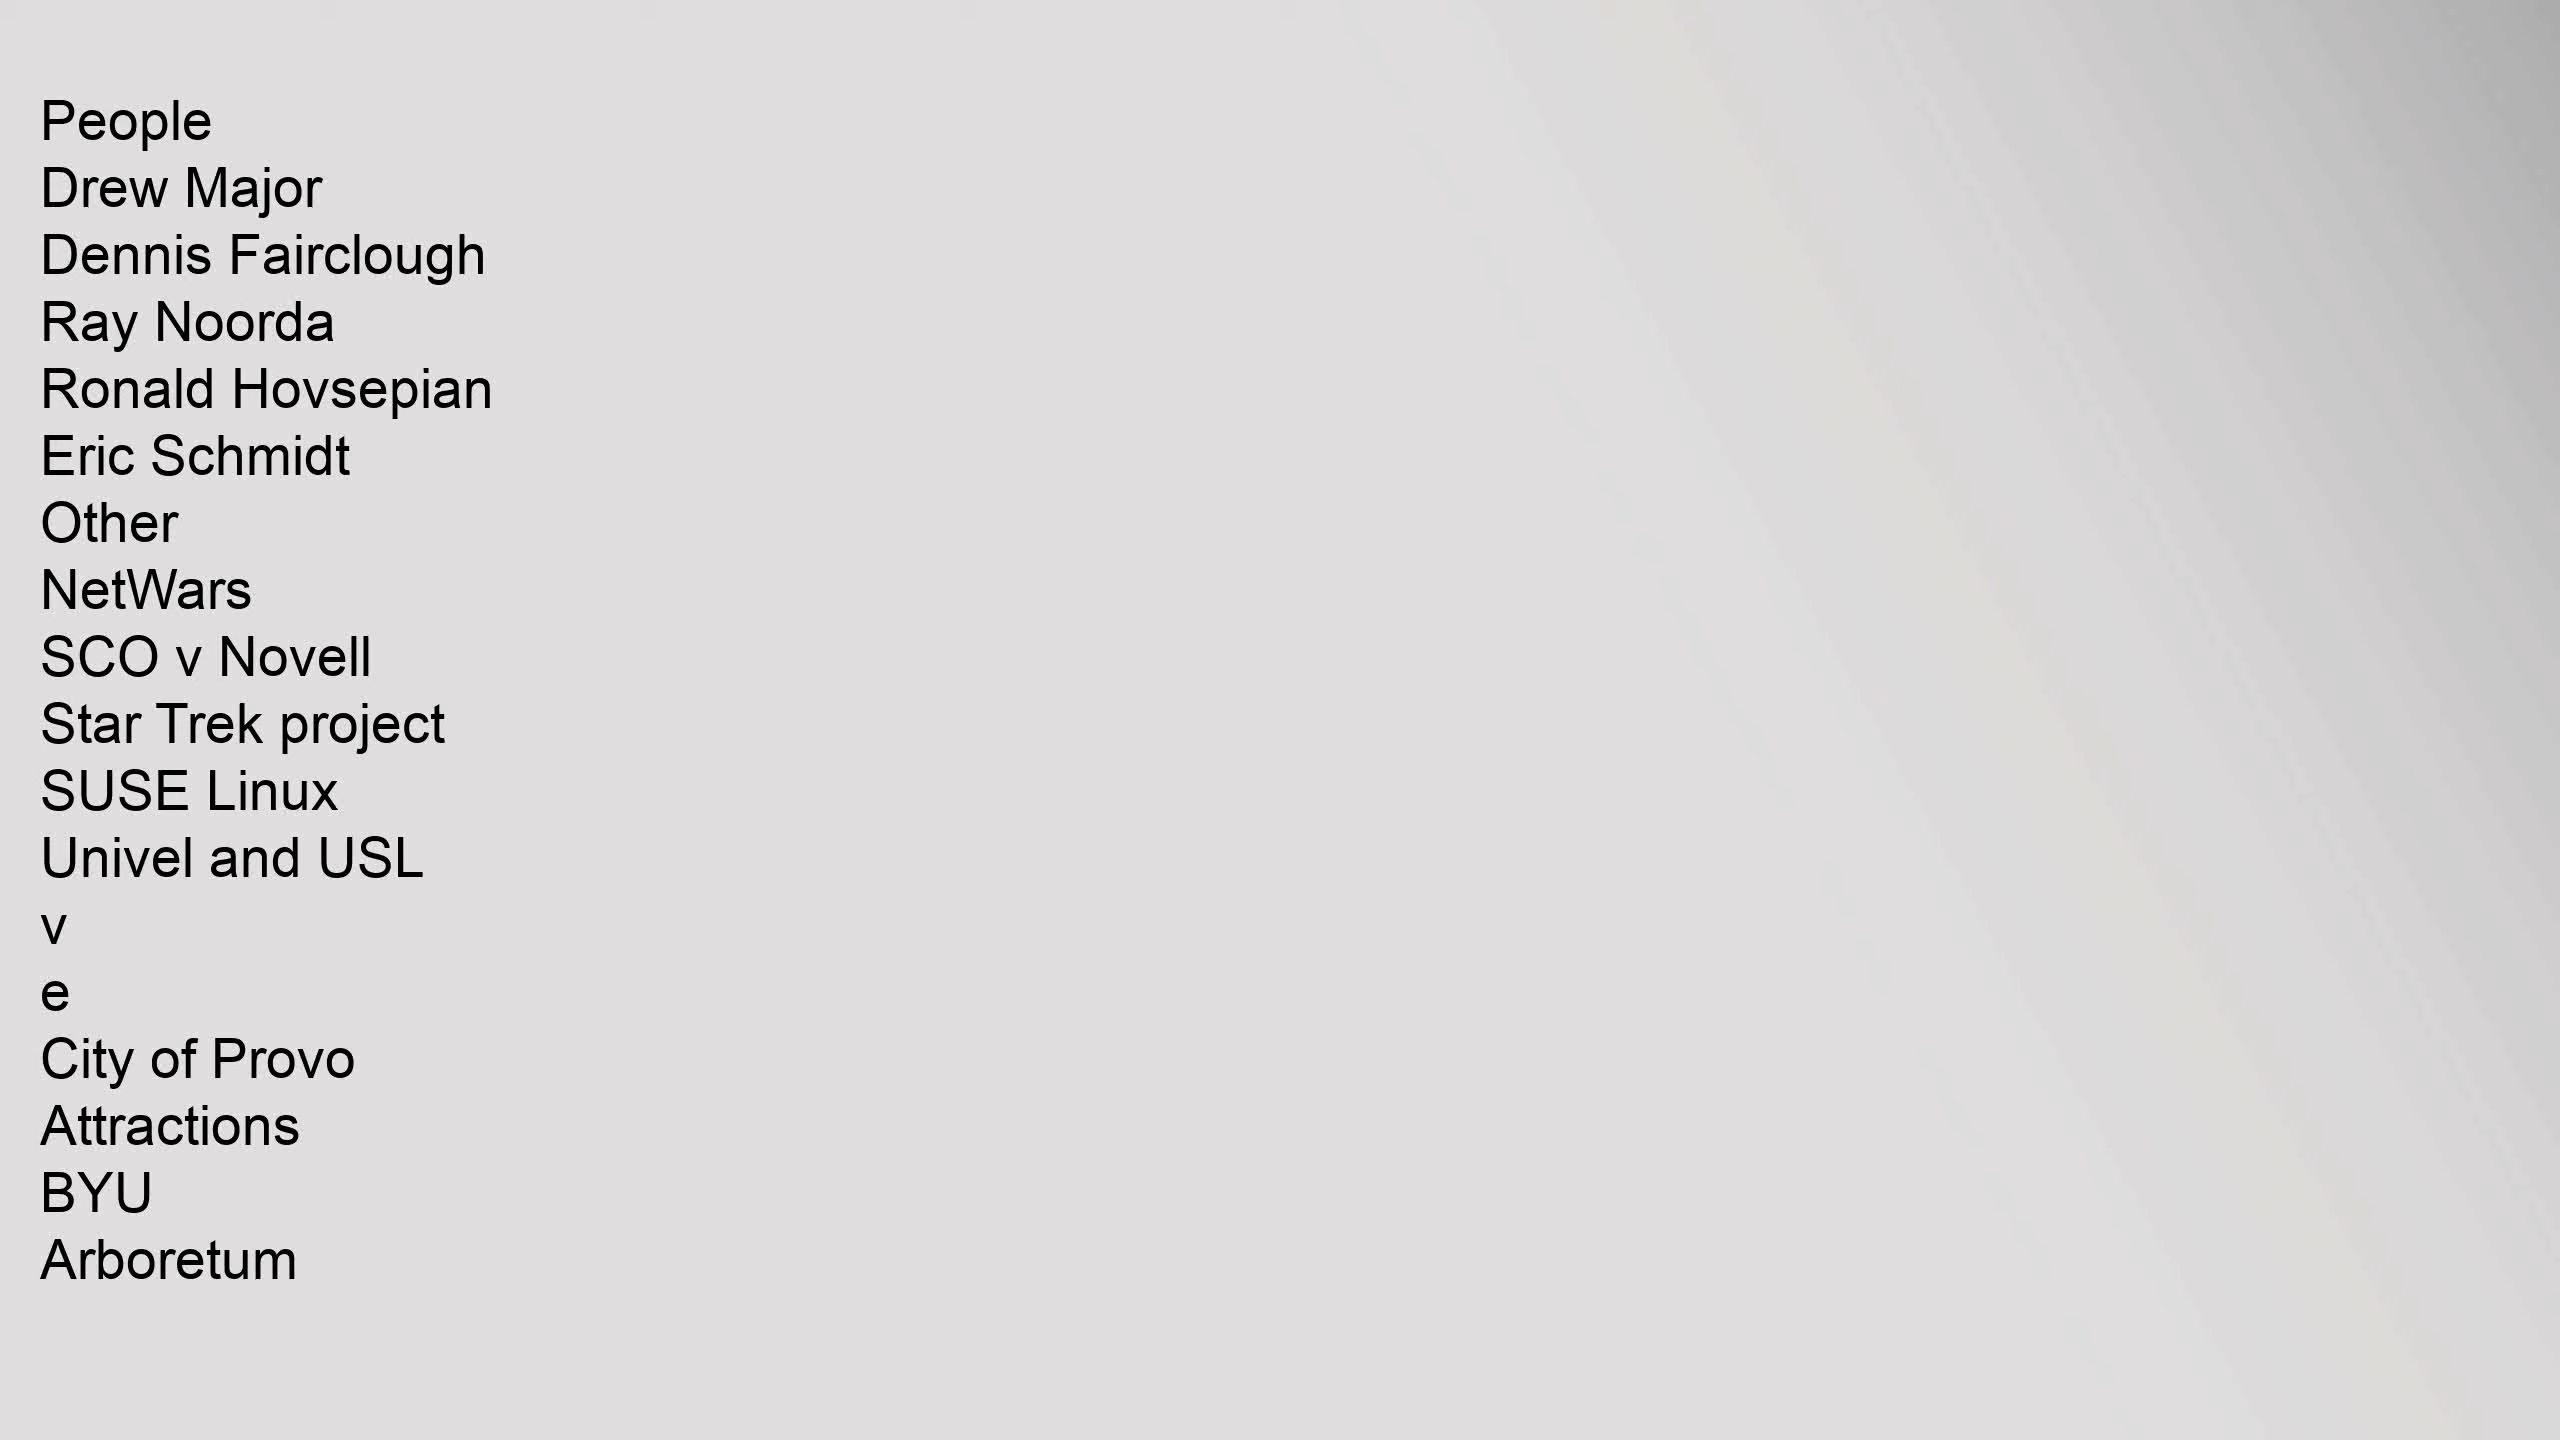 People
Drew Major
Dennis Fairclough
Ray Noorda
Ronald Hovsepian
Eric Schmidt
Other
NetWars
SCO v Novell
Star Trek project
SUSE Linux
Univel and USL
v
e
City of Provo
Attractions
BYU
Arboretum